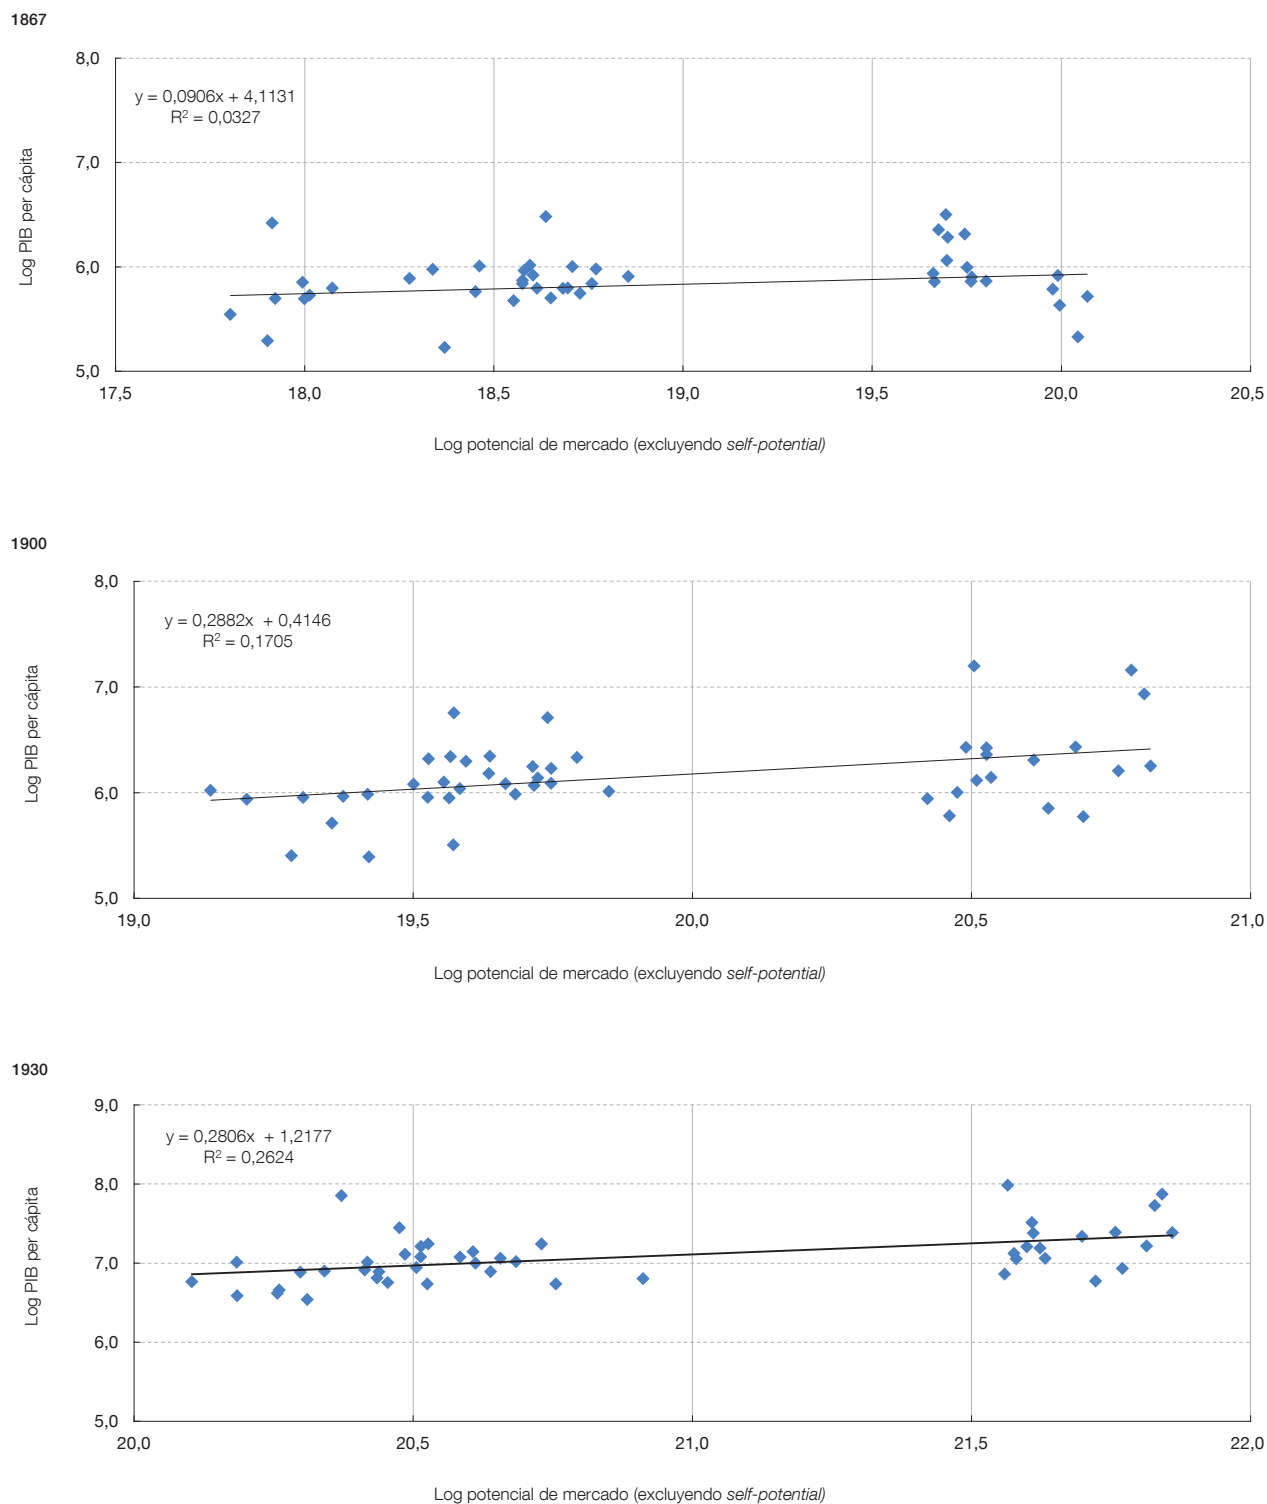 1867
8,0
y = 0,0906x + 4,1131
R² = 0,0327
7,0
Log PIB per cápita
6,0
5,0
17,5 18,0 18,5 19,0 19,5 20,0 20,5
Log potencial de mercado (excluyendo self-potential)
1900
8,0
y = 0,2882x + 0,4146
R² = 0,1705
7,0
Log PIB per cápita
6,0
5,0
19,0 19,5 20,0 20,5 21,0
Log potencial de mercado (excluyendo self-potential)
1930
9,0
y = 0,2806x + 1,2177
R² = 0,2624
8,0
Log PIB per cápita
7,0
6,0
5,0
20,0 20,5 21,0 21,5 22,0
Log potencial de mercado (excluyendo self-potential)